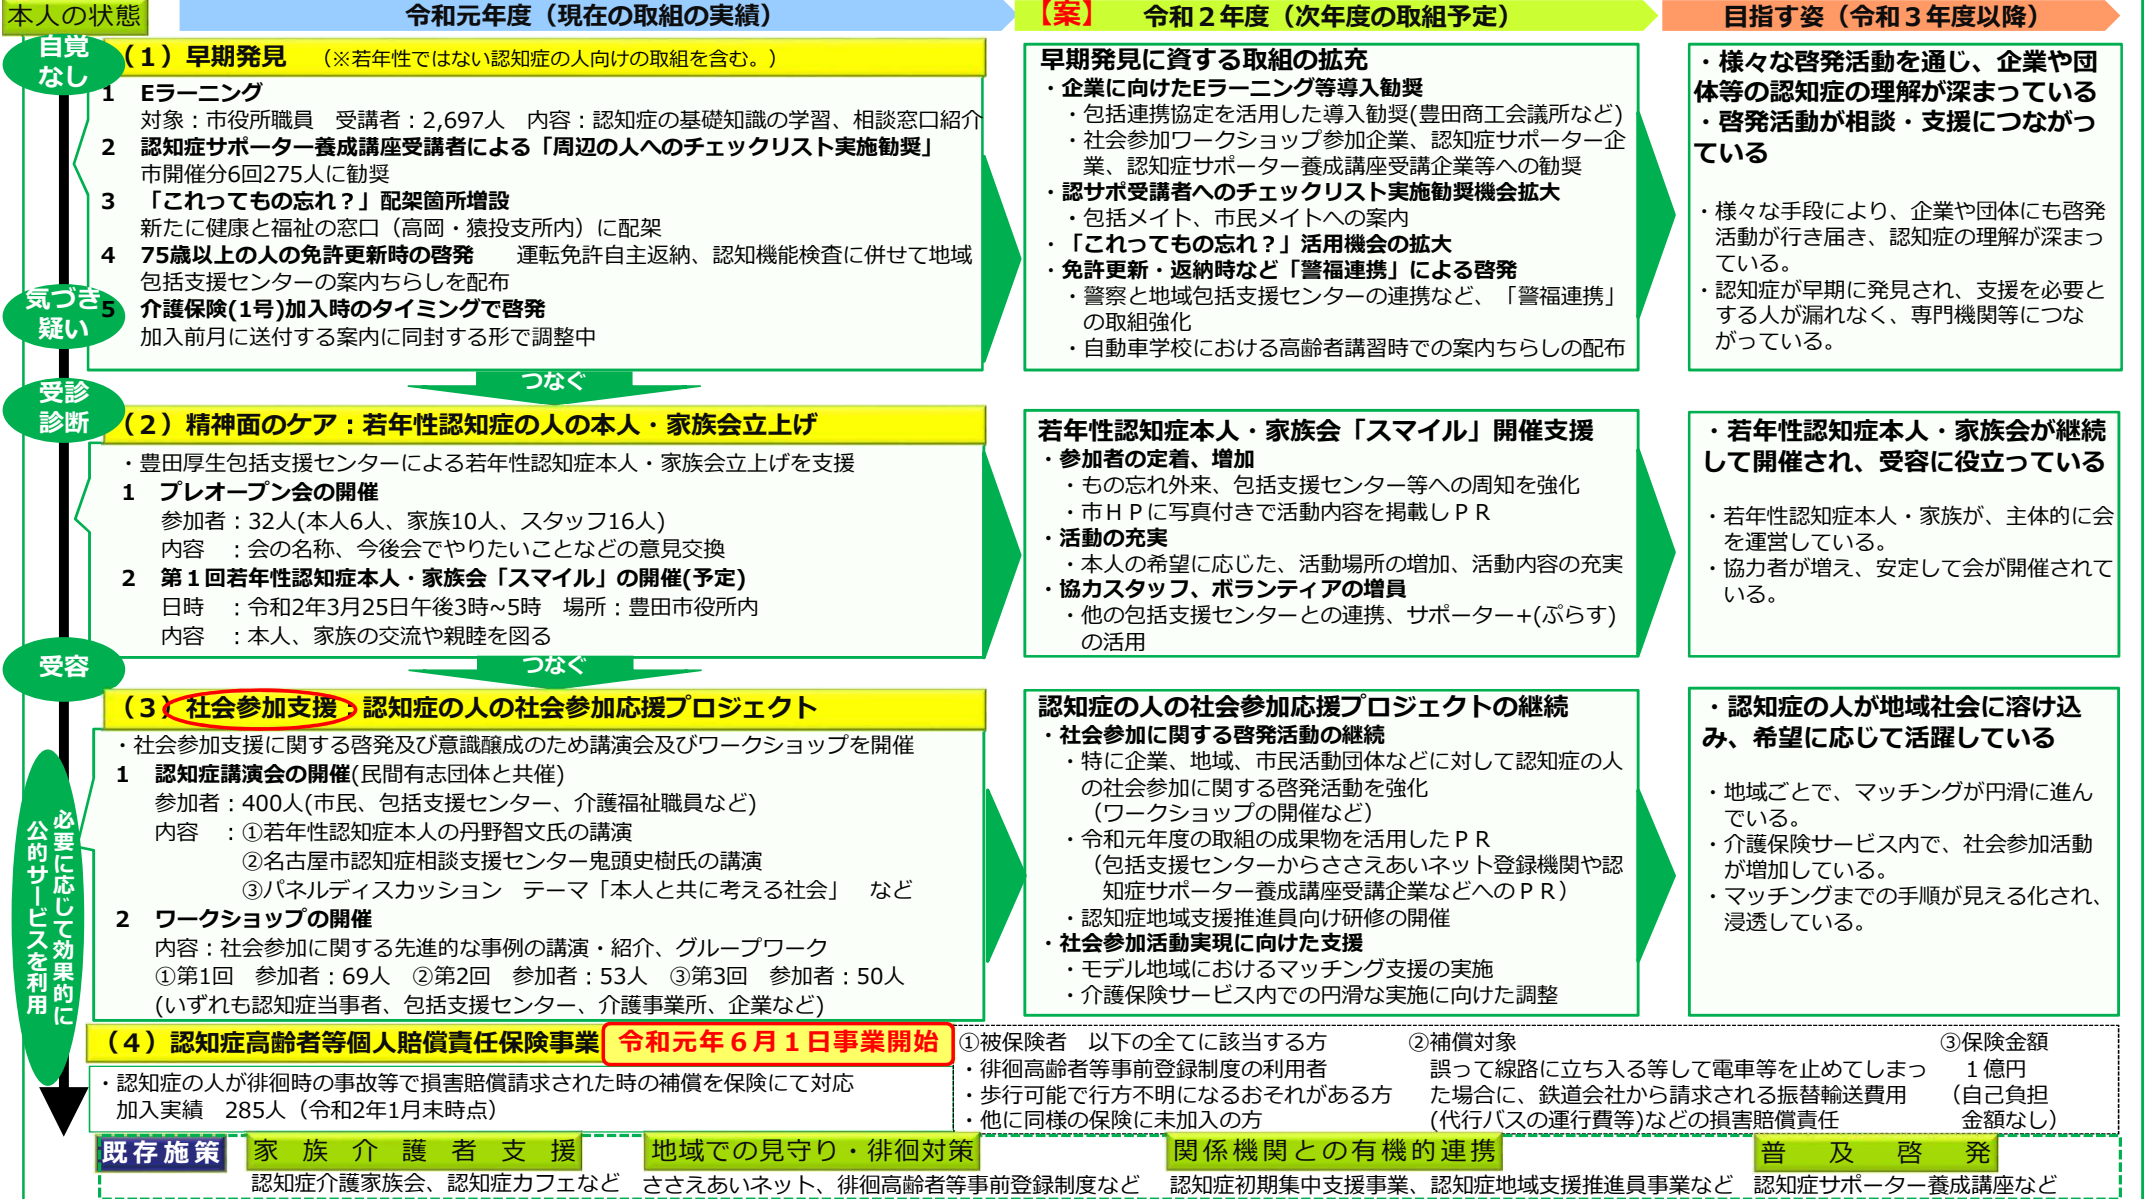 本人の状態
令和元年度（現在の取組の実績）
【案】　令和２年度（次年度の取組予定）
目指す姿（令和３年度以降）
自覚
なし
気づき
疑い
受診
診断
受容
必要に応じて効果的に
公的サービスを利用
（１）早期発見　（※若年性ではない認知症の人向けの取組を含む。）
1　Eラーニング
対象：市役所職員　受講者：2,697人　内容：認知症の基礎知識の学習、相談窓口紹介
2　認知症サポーター養成講座受講者による「周辺の人へのチェックリスト実施勧奨」
市開催分6回275人に勧奨
3　「これってもの忘れ？」配架箇所増設
新たに健康と福祉の窓口（高岡・猿投支所内）に配架
4　75歳以上の人の免許更新時の啓発　　運転免許自主返納、認知機能検査に併せて地域
包括支援センターの案内ちらしを配布
5　介護保険(1号)加入時のタイミングで啓発
加入前月に送付する案内に同封する形で調整中
つなぐ
早期発見に資する取組の拡充
・企業に向けたEラーニング等導入勧奨
・包括連携協定を活用した導入勧奨(豊田商工会議所など)
・社会参加ワークショップ参加企業、認知症サポーター企
業、認知症サポーター養成講座受講企業等への勧奨
・認サポ受講者へのチェックリスト実施勧奨機会拡大
・包括メイト、市民メイトへの案内
・「これってもの忘れ？」活用機会の拡大
・免許更新・返納時など「警福連携」による啓発
・警察と地域包括支援センターの連携など、「警福連携」
の取組強化
・自動車学校における高齢者講習時での案内ちらしの配布
・様々な啓発活動を通じ、企業や団
体等の認知症の理解が深まっている
・啓発活動が相談・支援につながっ
ている
・様々な手段により、企業や団体にも啓発
活動が行き届き、認知症の理解が深まっ
ている。
・認知症が早期に発見され、支援を必要と
する人が漏れなく、専門機関等につな
がっている。
（２）精神面のケア：若年性認知症の人の本人・家族会立上げ
・豊田厚生包括支援センターによる若年性認知症本人・家族会立上げを支援
1　プレオープン会の開催
参加者：32人(本人6人、家族10人、スタッフ16人)
内容　：会の名称、今後会でやりたいことなどの意見交換
2　第１回若年性認知症本人・家族会「スマイル」の開催(予定)
日時　：令和2年3月25日午後3時~5時　場所：豊田市役所内
内容　：本人、家族の交流や親睦を図る
つなぐ
若年性認知症本人・家族会「スマイル」開催支援
・参加者の定着、増加
・もの忘れ外来、包括支援センター等への周知を強化
・市ＨＰに写真付きで活動内容を掲載しＰＲ
・活動の充実
・本人の希望に応じた、活動場所の増加、活動内容の充実
・協力スタッフ、ボランティアの増員
・他の包括支援センターとの連携、サポーター+(ぷらす)
の活用
・若年性認知症本人・家族会が継続
して開催され、受容に役立っている
・若年性認知症本人・家族が、主体的に会
を運営している。
・協力者が増え、安定して会が開催されて
いる。
（３）社会参加支援：認知症の人の社会参加応援プロジェクト
・社会参加支援に関する啓発及び意識醸成のため講演会及びワークショップを開催
1　認知症講演会の開催(民間有志団体と共催)
参加者：400人(市民、包括支援センター、介護福祉職員など)
内容　：①若年性認知症本人の丹野智文氏の講演
②名古屋市認知症相談支援センター鬼頭史樹氏の講演
③パネルディスカッション　テーマ「本人と共に考える社会」　など
2　ワークショップの開催
内容：社会参加に関する先進的な事例の講演・紹介、グループワーク
①第1回　参加者：69人　②第2回　参加者：53人　③第3回　参加者：50人
(いずれも認知症当事者、包括支援センター、介護事業所、企業など)
認知症の人の社会参加応援プロジェクトの継続
・社会参加に関する啓発活動の継続
・特に企業、地域、市民活動団体などに対して認知症の人
の社会参加に関する啓発活動を強化
（ワークショップの開催など）
・令和元年度の取組の成果物を活用したＰＲ
（包括支援センターからささえあいネット登録機関や認
知症サポーター養成講座受講企業などへのＰＲ）
・認知症地域支援推進員向け研修の開催
・社会参加活動実現に向けた支援
・モデル地域におけるマッチング支援の実施
・介護保険サービス内での円滑な実施に向けた調整
・認知症の人が地域社会に溶け込
み、希望に応じて活躍している
・地域ごとで、マッチングが円滑に進ん
でいる。
・介護保険サービス内で、社会参加活動
が増加している。
・マッチングまでの手順が見える化され、
浸透している。
（４）認知症高齢者等個人賠償責任保険事業　令和元年６月１日事業開始
・認知症の人が徘徊時の事故等で損害賠償請求された時の補償を保険にて対応
加入実績　285人（令和2年1月末時点）
①被保険者　以下の全てに該当する方
・徘徊高齢者等事前登録制度の利用者
・歩行可能で行方不明になるおそれがある方
・他に同様の保険に未加入の方
②補償対象
誤って線路に立ち入る等して電車等を止めてしまっ
た場合に、鉄道会社から請求される振替輸送費用
(代行バスの運行費等)などの損害賠償責任
③保険金額
１億円
（自己負担
金額なし）
既存施策
家族介護者支援
地域での見守り・徘徊対策
関係機関との有機的連携
普及啓発
認知症介護家族会、認知症カフェなど
ささえあいネット、徘徊高齢者等事前登録制度など
認知症初期集中支援事業、認知症地域支援推進員事業など
認知症サポーター養成講座など